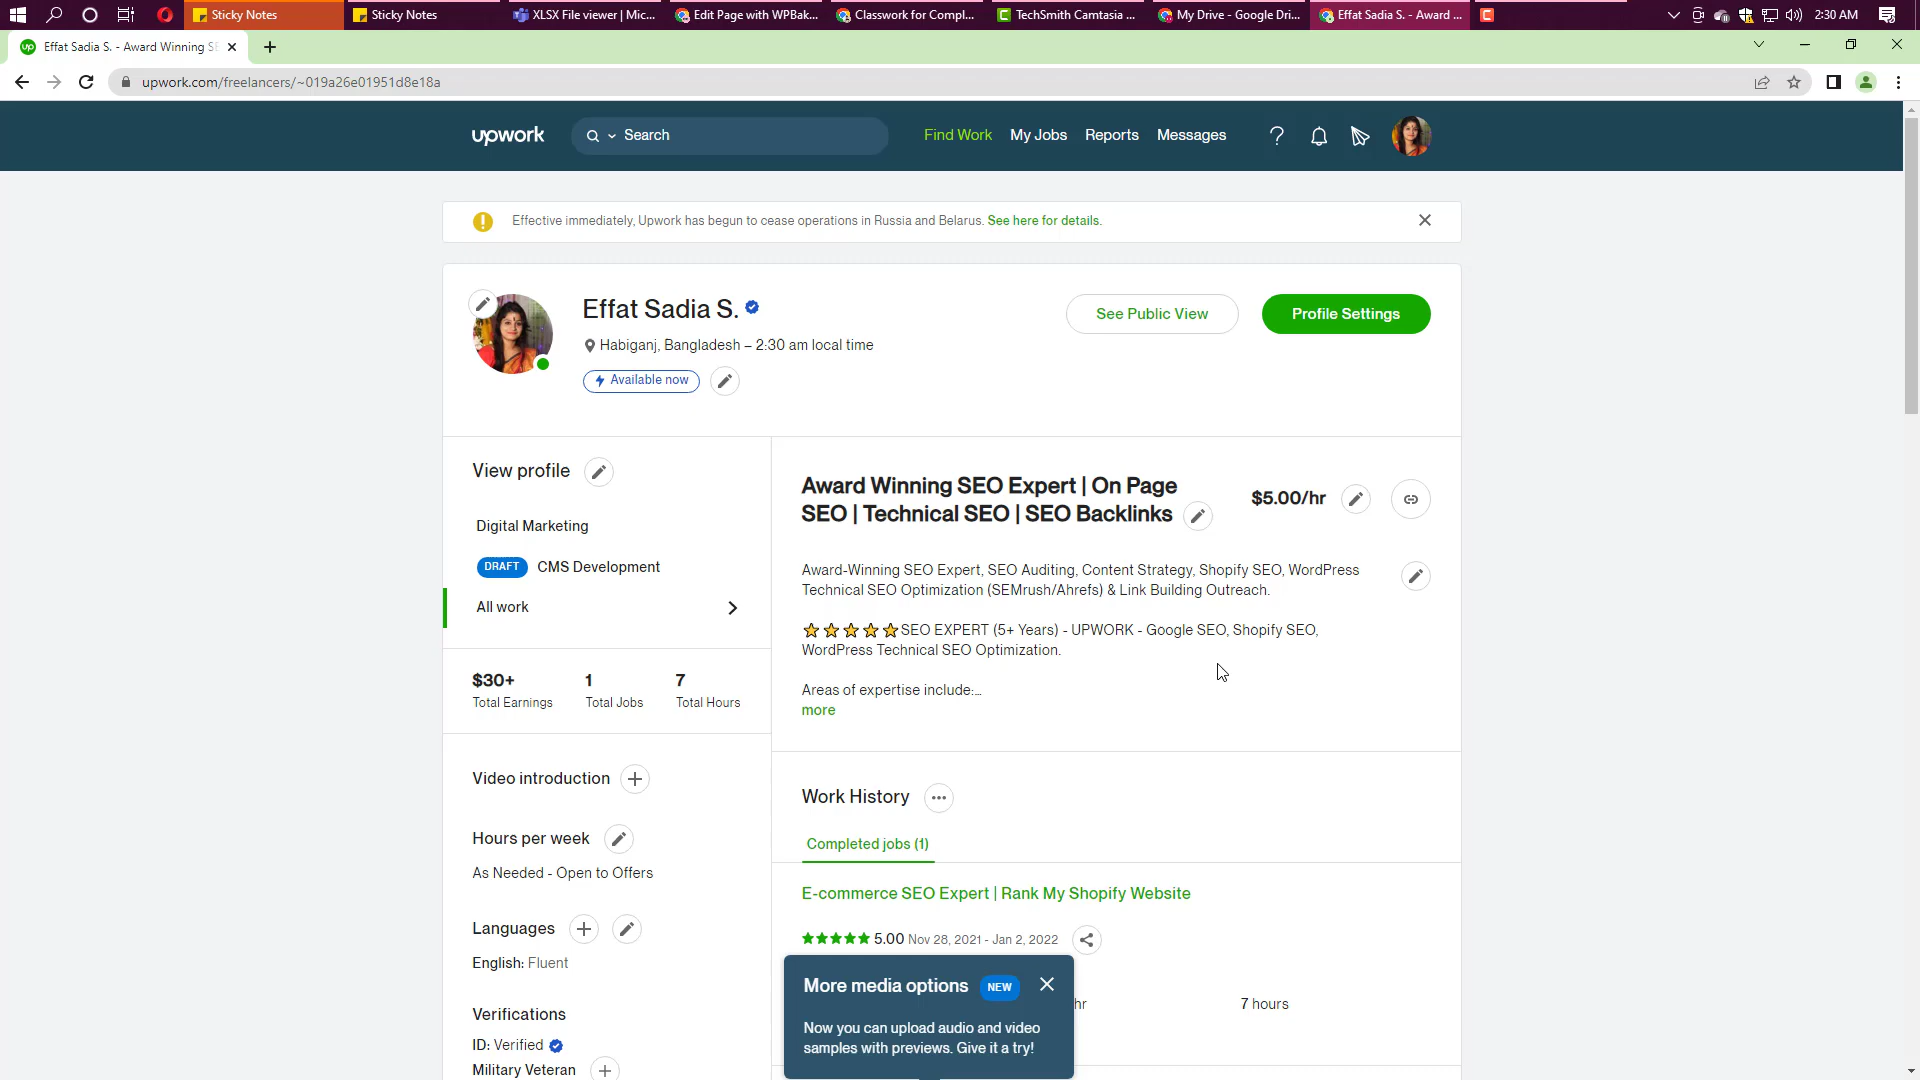 Sticky Notes
Sticky Notes
XLSX File viewer | Mic...
Edit Page with WPBak...
Classwork for Compl...
TechSmith Camtasia ...
My Drive - Google Dri...
Effat Sadia S. - Award ...
2:30 AM
Effat Sadia S. - Award Winning SE
upwork.com/freelancers/~019a26e01951d8e18a
upwork
Search
Find Work
My Jobs
Reports
Messages
Effective immediately, Upwork has begun to cease operations in Russia and Belarus. See here for details.
Effat Sadia S.
See Public View
Profile Settings
Habiganj, Bangladesh – 2:30 am local time
Available now
View profile
Digital Marketing
DRAFT CMS Development
All work
$30+
Total Earnings
1
Total Jobs
7
Total Hours
Video introduction
Hours per week
As Needed - Open to Offers
Languages
English: Fluent
Verifications
ID: Verified
Military Veteran
Award Winning SEO Expert | On Page
SEO | Technical SEO | SEO Backlinks
$5.00/hr
Award-Winning SEO Expert, SEO Auditing, Content Strategy, Shopify SEO, WordPress
Technical SEO Optimization (SEMrush/Ahrefs) & Link Building Outreach.
⭐⭐⭐⭐⭐SEO EXPERT (5+ Years) - UPWORK - Google SEO, Shopify SEO,
WordPress Technical SEO Optimization.
Areas of expertise include:...
more
Work History
Completed jobs (1)
E-commerce SEO Expert | Rank My Shopify Website
5.00 Nov 28, 2021 - Jan 2, 2022
hr
7 hours
More media options NEW
Now you can upload audio and video
samples with previews. Give it a try!